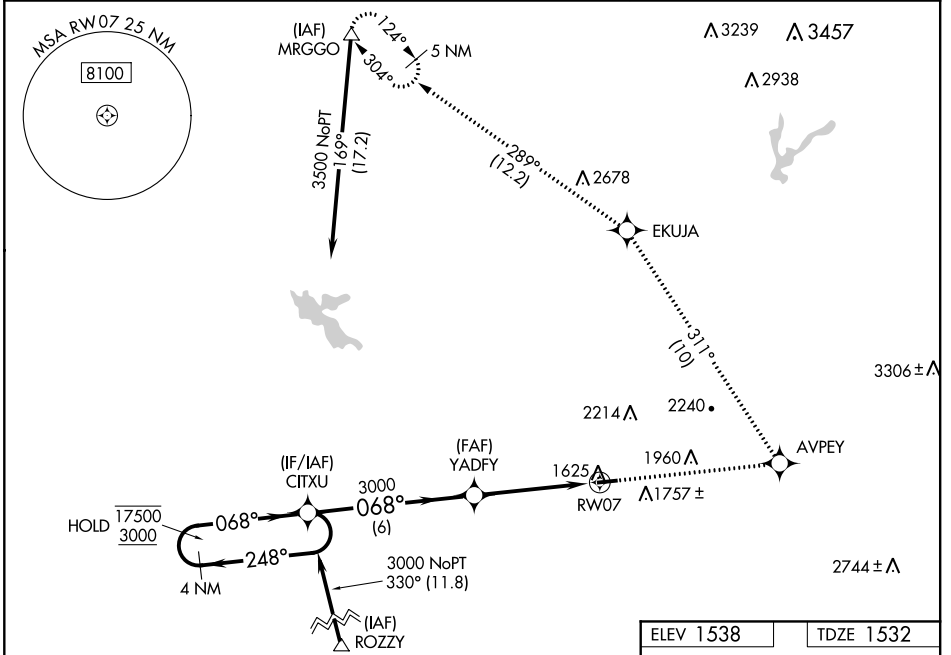 MSA RW07 25 NM
8100
(IAF)
MRGGO
124°
304°
5 NM
3239
3457
2938
3500 NoPT
169°
(17.2)
289°
(12.2)
2678
EKUJA
311°
(10)
3306 ±
2214
2240
(FAF)
YADFY
1625
1960
AVPEY
(IF/IAF)
CITXU
3000
068°
(6)
RW07
1757 ±
HOLD 17500
3000
068°
248°
4 NM
3000 NoPT
330° (11.8)
2744 ±
(IAF)
ROZZY
ELEV 1538
TDZE 1532